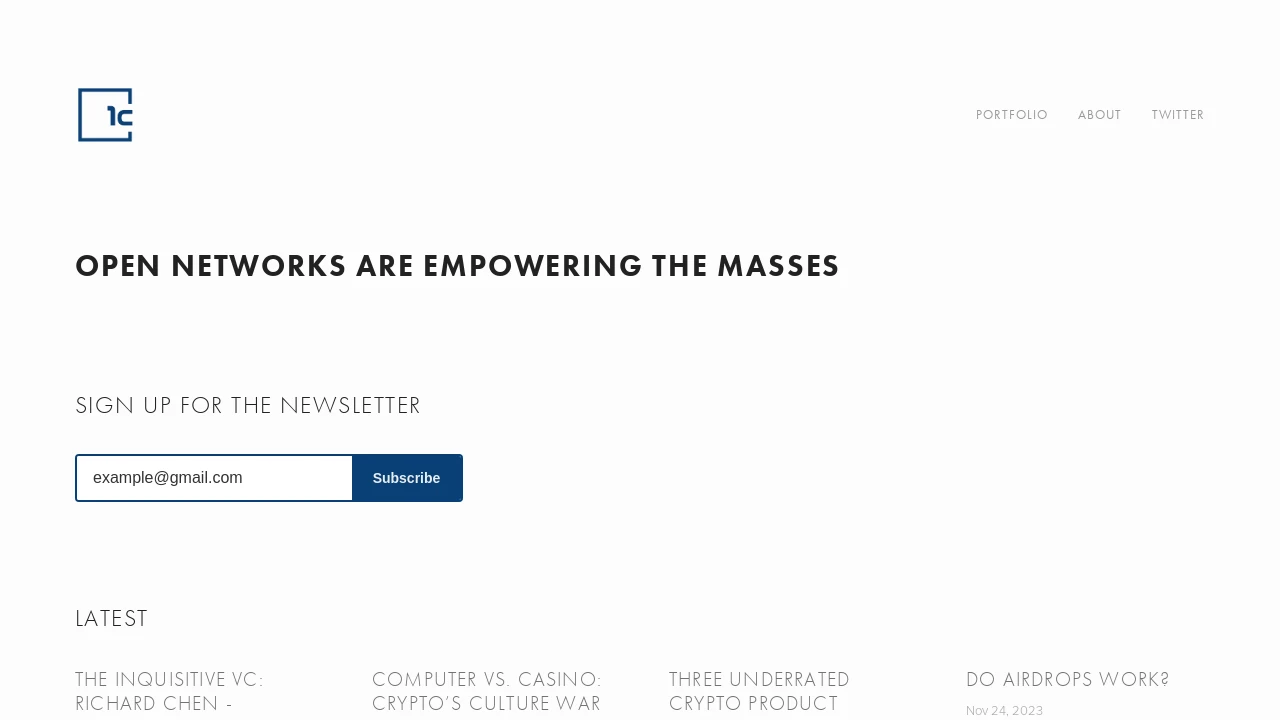 1c
PORTFOLIO ABOUT TWITTER
OPEN NETWORKS ARE EMPOWERING THE MASSES
SIGN UP FOR THE NEWSLETTER
example@gmail.com Subscribe
LATEST
THE INQUISITIVE VC:
RICHARD CHEN -
COMPUTER VS. CASINO:
CRYPTO’S CULTURE WAR
THREE UNDERRATED
CRYPTO PRODUCT
DO AIRDROPS WORK?
Nov 24, 2023